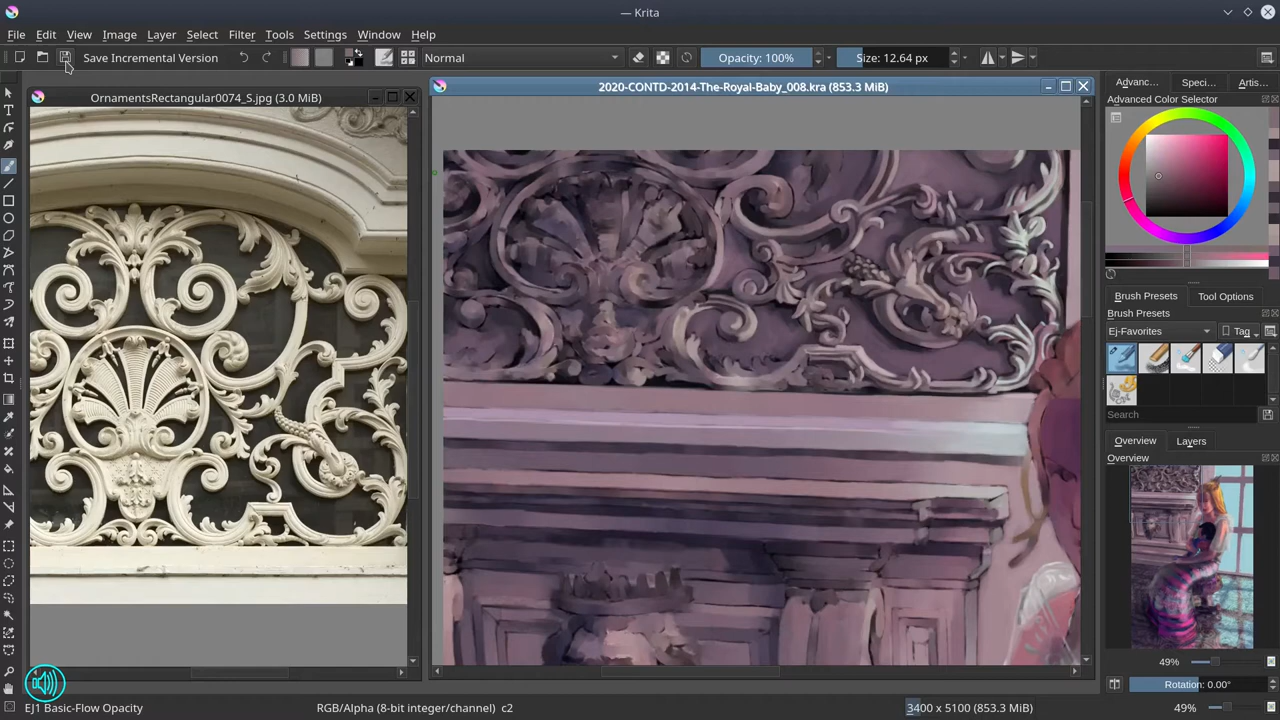 — Krita
File Edit View Image Layer Select Filter Tools Settings Window Help
Save Incremental Version Normal Opacity: 100% Size: 12.64 px
OrnamentsRectangular0074_S.jpg (3.0 MiB)
2020-CONTD-2014-The-Royal-Baby_008.kra (853.3 MiB)
Advanc... Speci... Artis...
Advanced Color Selector
Brush Presets Tool Options
Brush Presets
Ej-Favorites Tag
Search
Overview Layers
Overview
49%
Rotation: 0.00°
EJ1 Basic-Flow Opacity RGB/Alpha (8-bit integer/channel) c2 3400 x 5100 (853.3 MiB) 49%